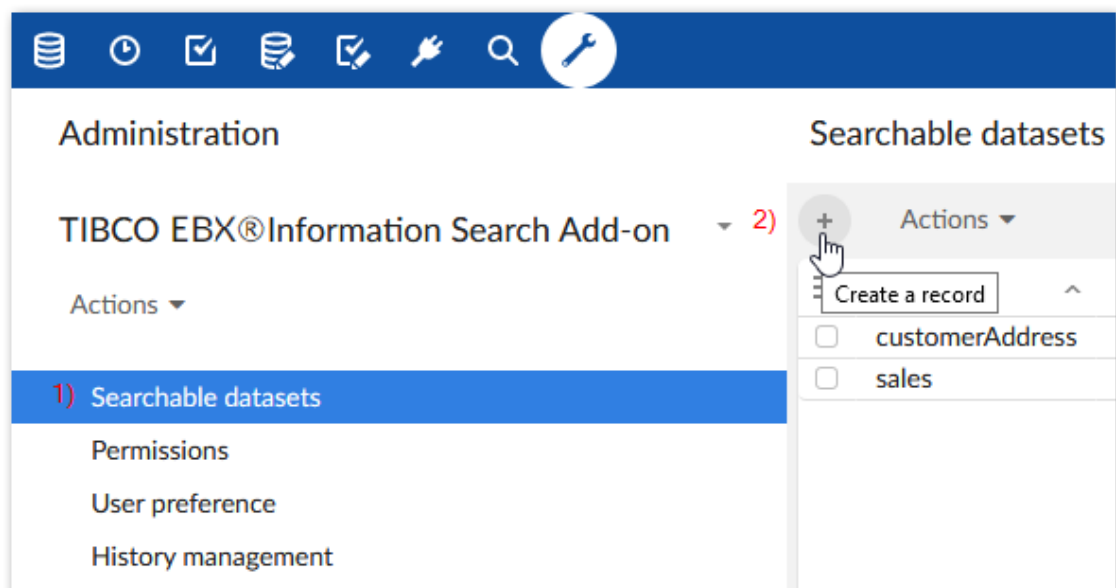 Administration
TIBCO EBX®Information Search Add-on
Actions
1) Searchable datasets
Permissions
User preference
History management
Searchable datasets
2)
+ Actions
Create a record
customerAddress
sales